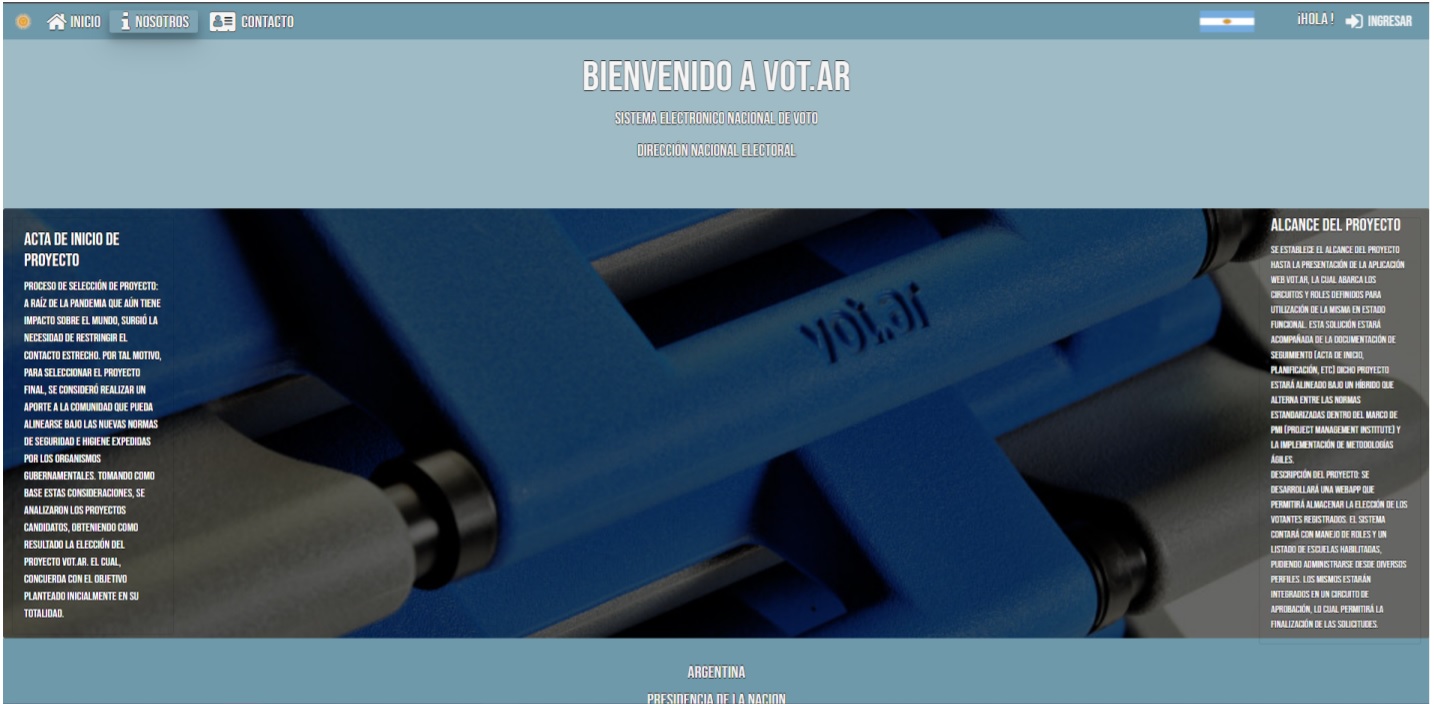 INICIO
NOSOTROS
CONTACTO
¡HOLA !
INGRESAR
BIENVENIDO A VOT.AR
SISTEMA ELECTRONICO NACIONAL DE VOTO
DIRECCIÓN NACIONAL ELECTORAL
ACTA DE INICIO DE
PROYECTO
PROCESO DE SELECCIÓN DE PROYECTO:
A RAÍZ DE LA PANDEMIA QUE AÚN TIENE
IMPACTO SOBRE EL MUNDO, SURGIÓ LA
NECESIDAD DE RESTRINGIR EL
CONTACTO ESTRECHO. POR TAL MOTIVO,
PARA SELECCIONAR EL PROYECTO
FINAL, SE CONSIDERÓ REALIZAR UN
APORTE A LA COMUNIDAD QUE PUEDA
ALINEARSE BAJO LAS NUEVAS NORMAS
DE SEGURIDAD E HIGIENE EXPEDIDAS
POR LOS ORGANISMOS
GUBERNAMENTALES. TOMANDO COMO
BASE ESTAS CONSIDERACIONES, SE
ANALIZARON LOS PROYECTOS
CANDIDATOS, OBTENIENDO COMO
RESULTADO LA ELECCIÓN DEL
PROYECTO VOT.AR. EL CUAL,
CONCUERDA CON EL OBJETIVO
PLANTEADO INICIALMENTE EN SU
TOTALIDAD.
vot.ar
ALCANCE DEL PROYECTO
SE ESTABLECE EL ALCANCE DEL PROYECTO
HASTA LA PRESENTACIÓN DE LA APLICACIÓN
WEB VOT.AR, LA CUAL ABARCA LOS
CIRCUITOS Y ROLES DEFINIDOS PARA
UTILIZACIÓN DE LA MISMA EN ESTADO
FUNCIONAL. ESTA SOLUCIÓN ESTARÁ
ACOMPAÑADA DE LA DOCUMENTACIÓN DE
SEGUIMIENTO (ACTA DE INICIO,
PLANIFICACIÓN, ETC) DICHO PROYECTO
ESTARÁ ALINEADO BAJO UN HÍBRIDO QUE
ALTERNA ENTRE LAS NORMAS
ESTANDARIZADAS DENTRO DEL MARCO DE
PMI (PROJECT MANAGEMENT INSTITUTE) Y
LA IMPLEMENTACIÓN DE METODOLOGÍAS
ÁGILES.
DESCRIPCIÓN DEL PROYECTO: SE
DESARROLLARÁ UNA WEBAPP QUE
PERMITIRÁ ALMACENAR LA ELECCIÓN DE LOS
VOTANTES REGISTRADOS. EL SISTEMA
CONTARÁ CON MANEJO DE ROLES Y UN
LISTADO DE ESCUELAS HABILITADAS,
PUDIENDO ADMINISTRARSE DESDE DIVERSOS
PERFILES. LOS MISMOS ESTARÁN
INTEGRADOS EN UN CIRCUITO DE
APROBACIÓN, LO CUAL PERMITIRÁ LA
FINALIZACIÓN DE LAS SOLICITUDES.
ARGENTINA
PRESIDENCIA DE LA NACION